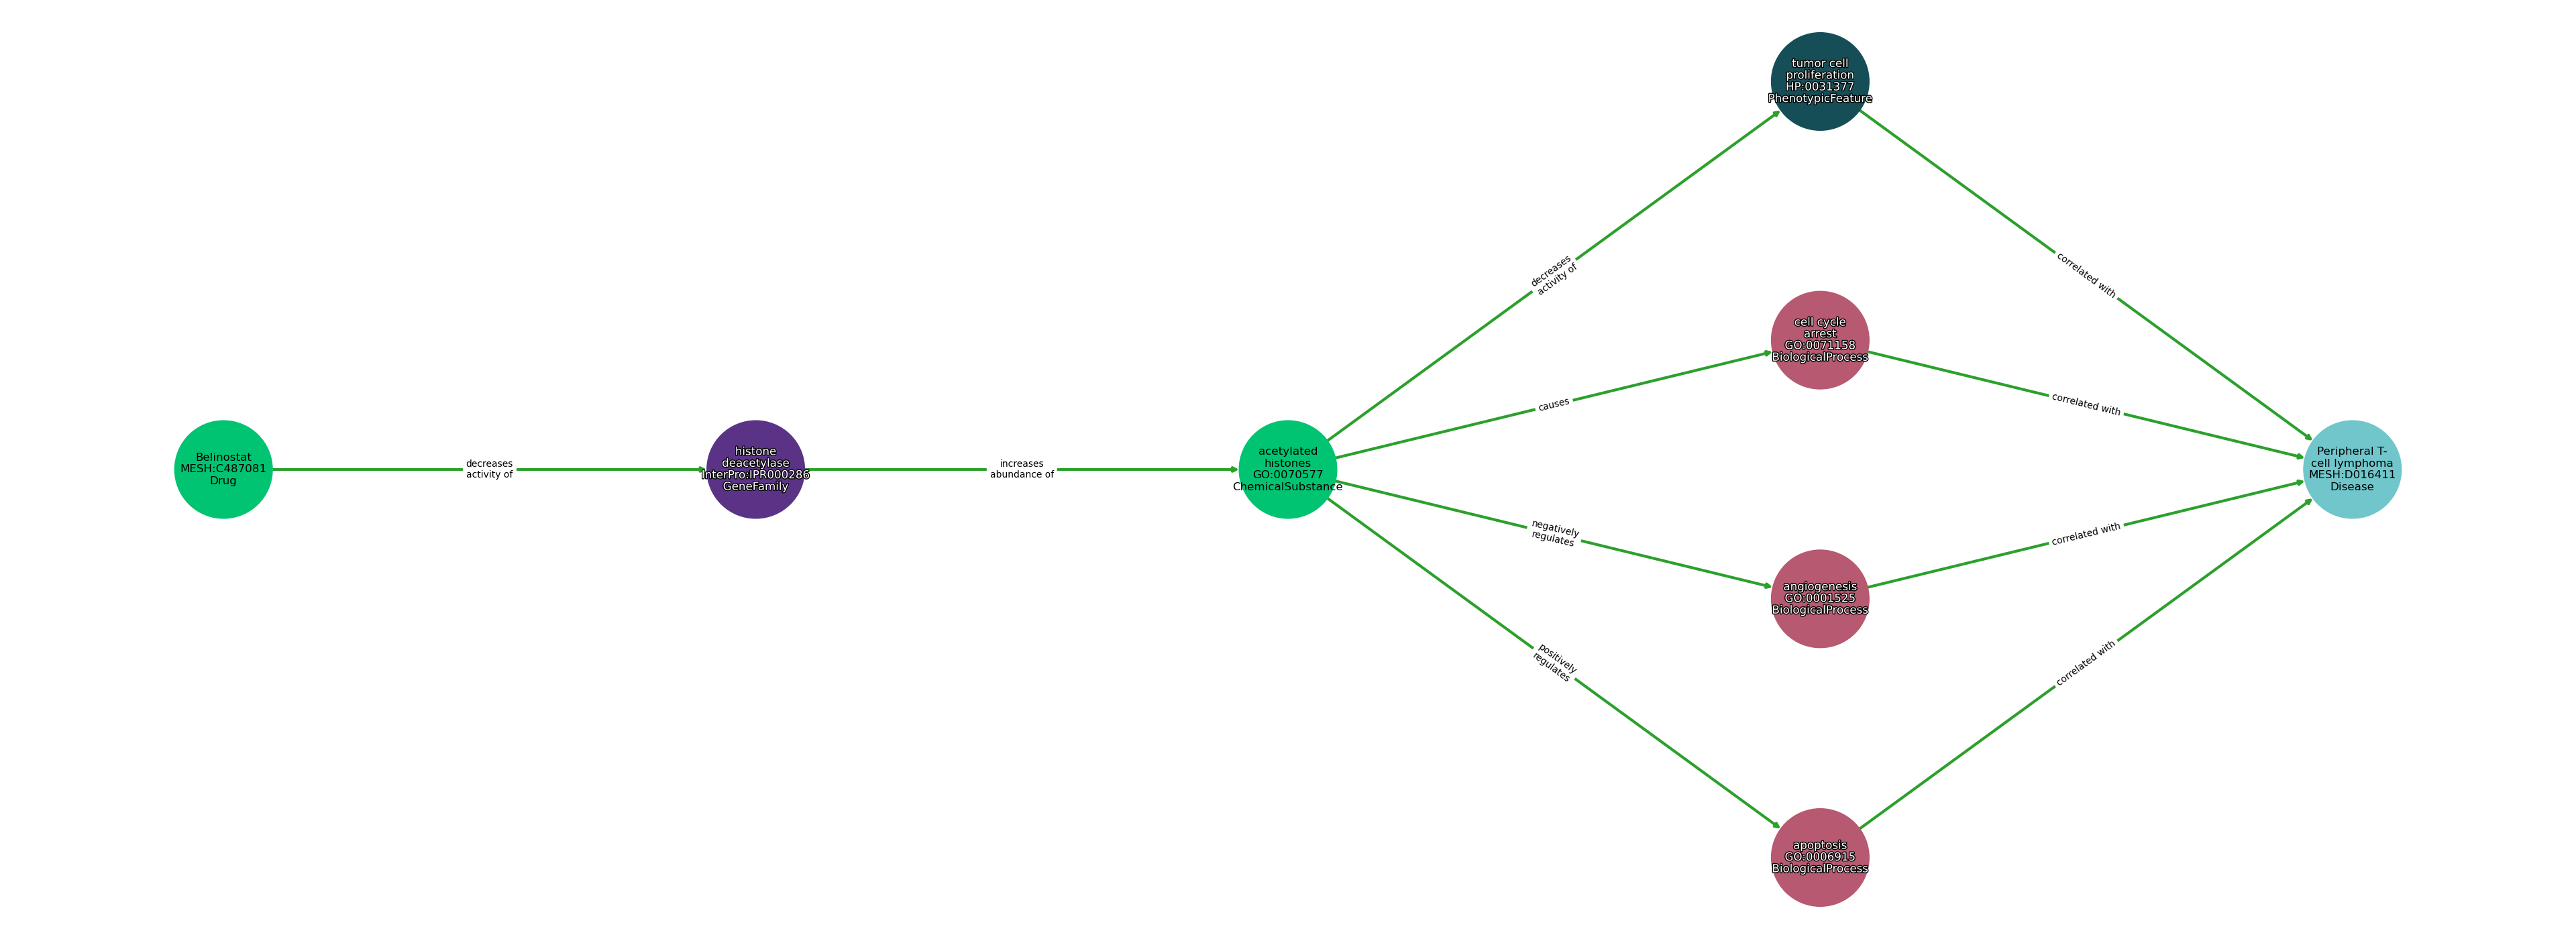 Belinostat
MESH:C487081
Drug
decreases
activity of
histone
deacetylase
InterPro:IPR000286
GeneFamily
increases
abundance of
acetylated
histones
GO:0070577
ChemicalSubstance
decreases
activity of
causes
negatively
regulates
positively
regulates
tumor cell
proliferation
HP:0031377
PhenotypicFeature
cell cycle
arrest
GO:0071158
BiologicalProcess
angiogenesis
GO:0001525
BiologicalProcess
apoptosis
GO:0006915
BiologicalProcess
correlated with
correlated with
correlated with
correlated with
Peripheral T-
cell lymphoma
MESH:D016411
Disease